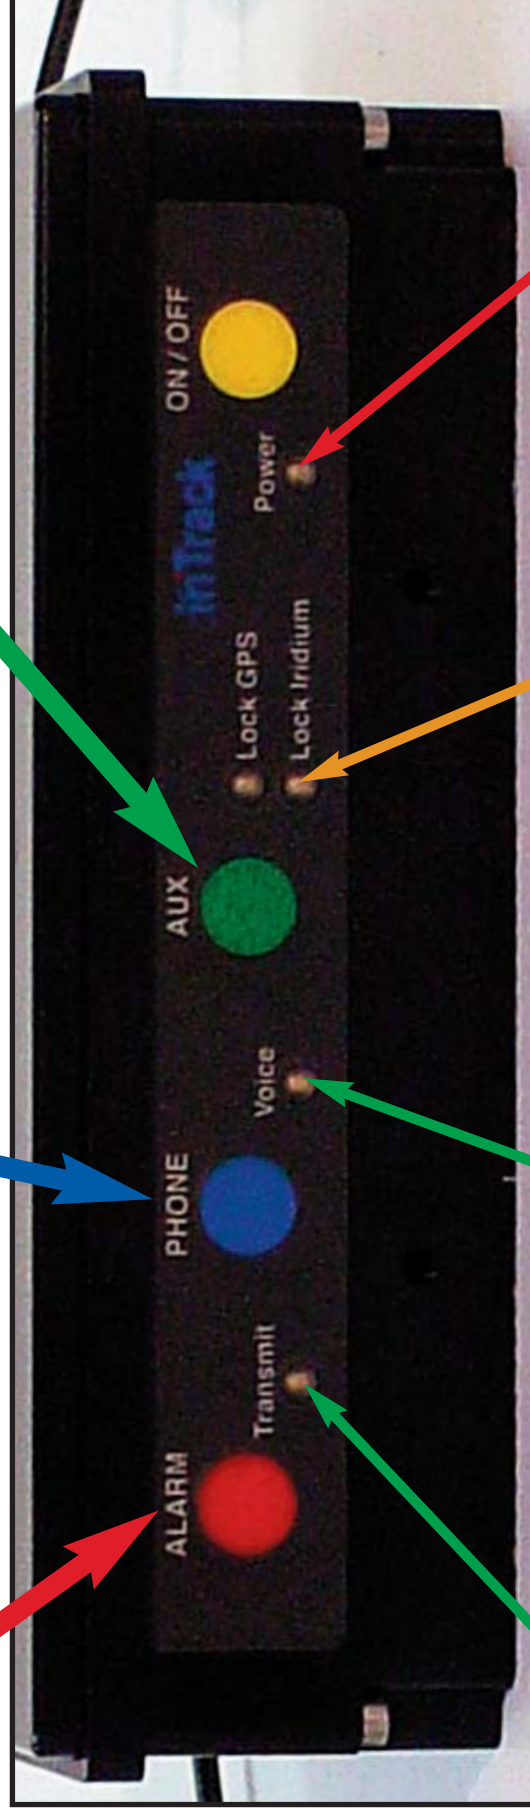 ALARM
PHONE
AUX
inTrack
ON / OFF
Transmit
Voice
Lock GPS
Lock Iridium
Power